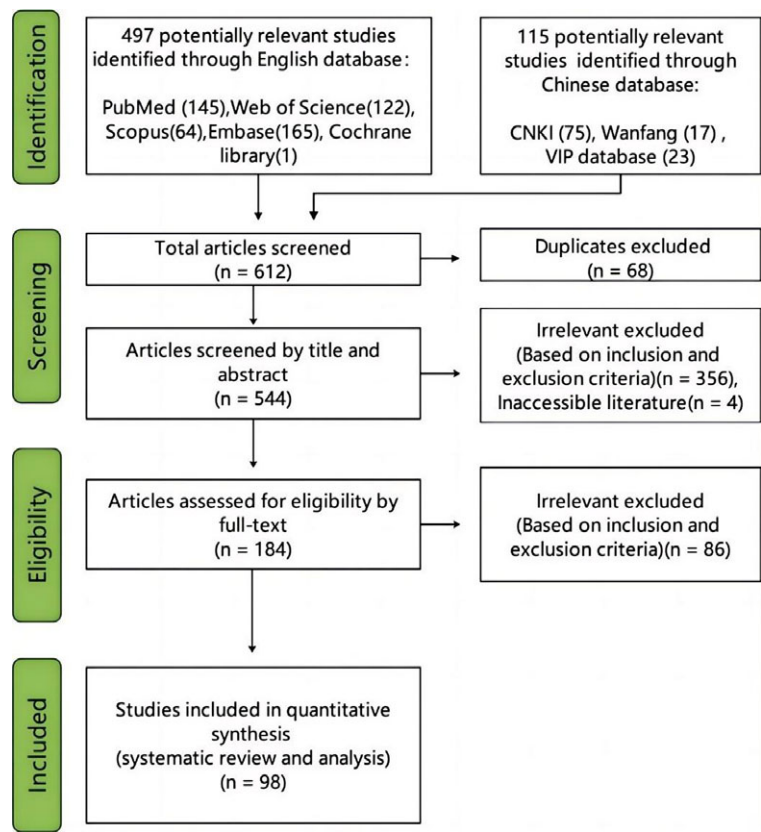 Identification
497 potentially relevant studies
identified through English database:
PubMed (145),Web of Science(122),
Scopus(64),Embase(165), Cochrane
library(1)
115 potentially relevant
studies identified through
Chinese database:
CNKI (75), Wanfang (17) ,
VIP database (23)
Screening
Total articles screened
(n = 612)
Duplicates excluded
(n = 68)
Articles screened by title and
abstract
(n = 544)
Irrelevant excluded
(Based on inclusion and
exclusion criteria)(n = 356),
Inaccessible literature(n = 4)
Eligibility
Articles assessed for eligibility by
full-text
(n = 184)
Irrelevant excluded
(Based on inclusion and
exclusion criteria)(n = 86)
Included
Studies included in quantitative
synthesis
(systematic review and analysis)
(n = 98)